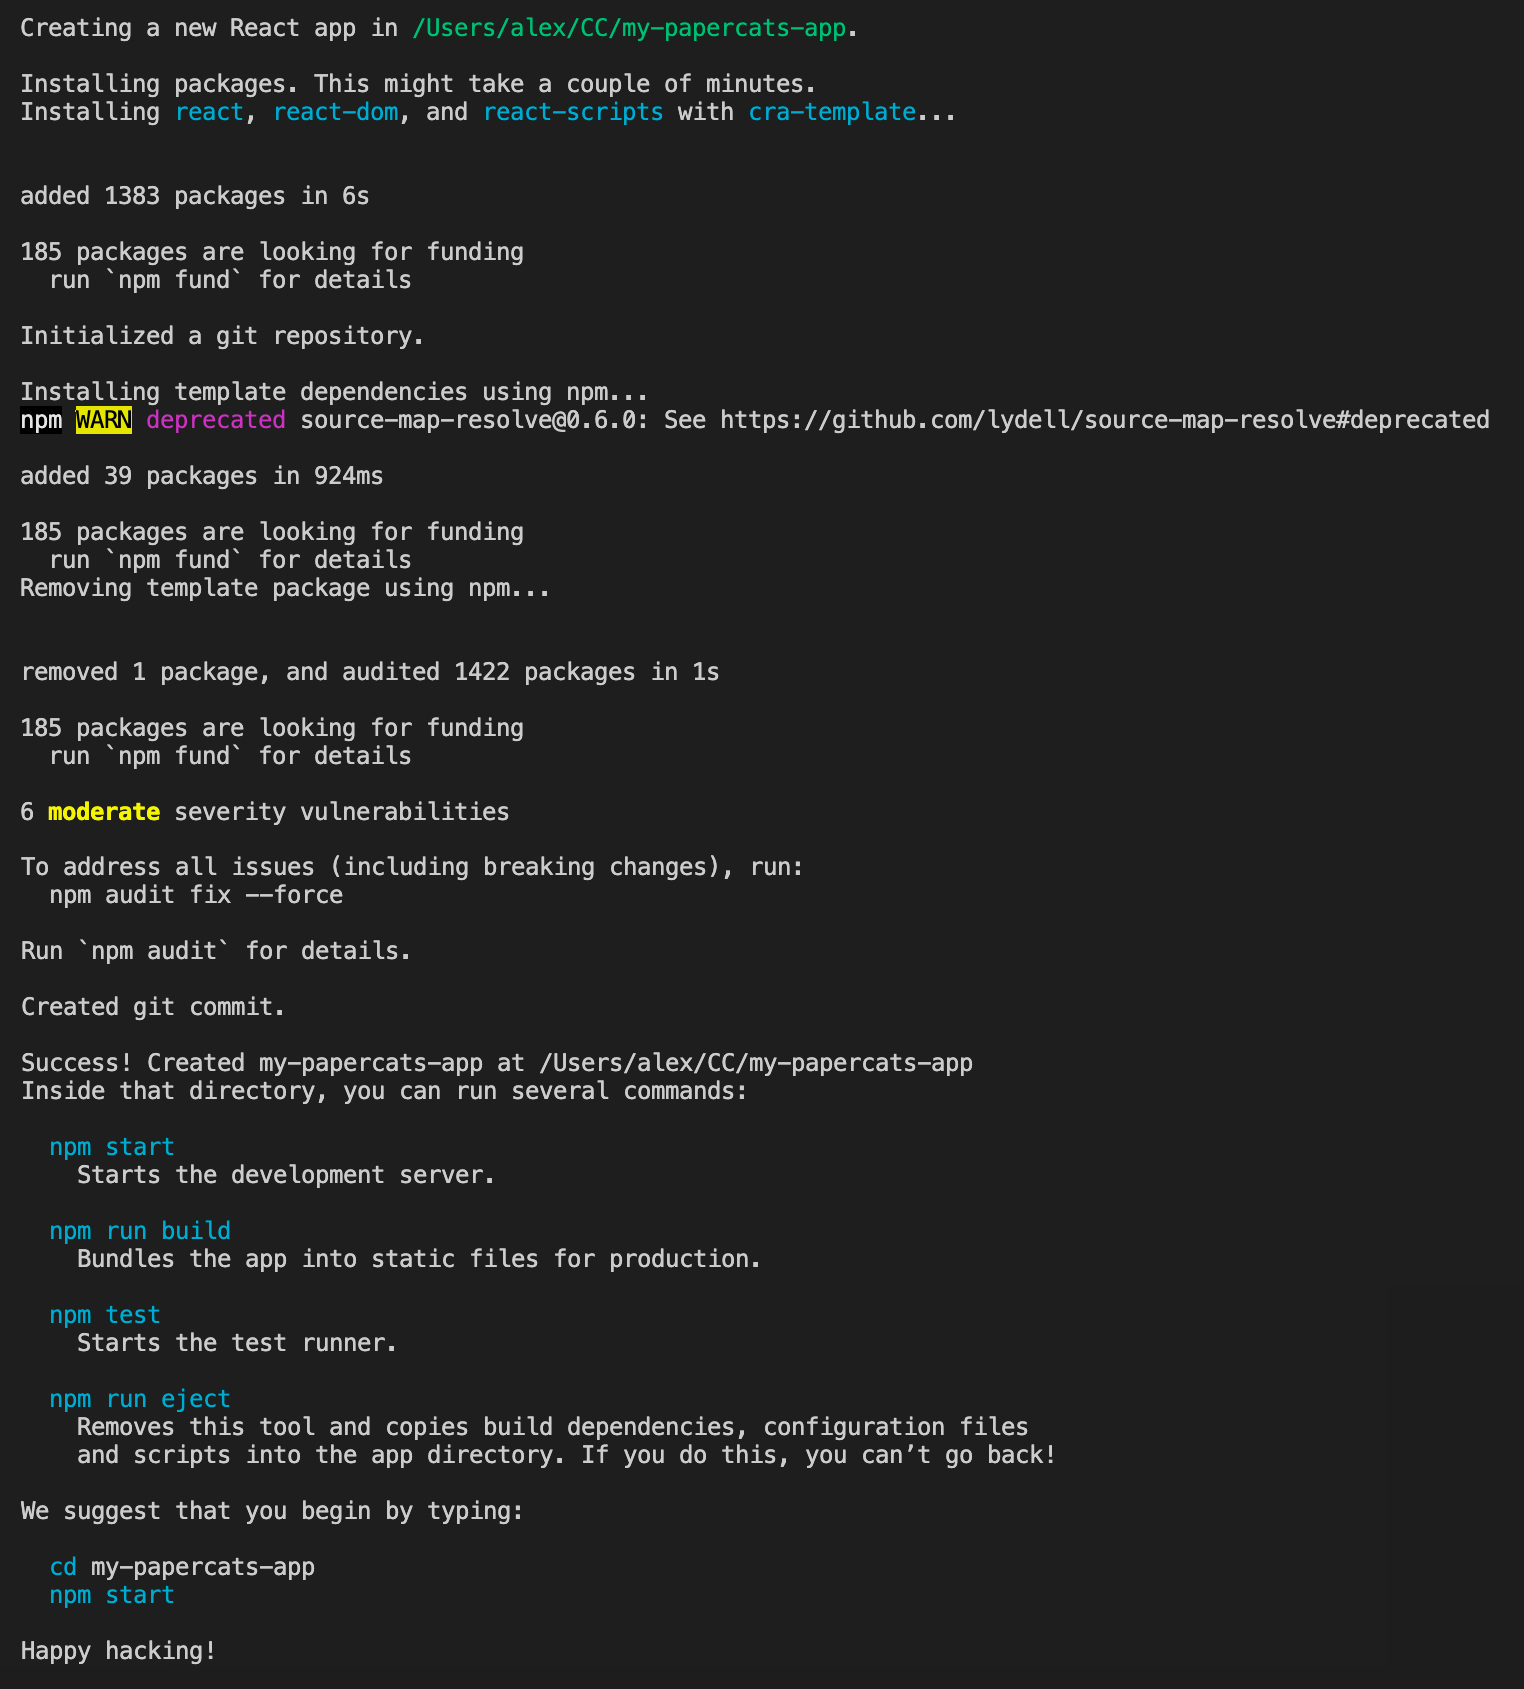 Creating a new React app in /Users/alex/CC/my-papercats-app.
Installing packages. This might take a couple of minutes.
Installing react, react-dom, and react-scripts with cra-template...
added 1383 packages in 6s
185 packages are looking for funding
run `npm fund` for details
Initialized a git repository.
Installing template dependencies using npm...
npm WARN deprecated source-map-resolve@0.6.0: See https://github.com/lydell/source-map-resolve#deprecated
added 39 packages in 924ms
185 packages are looking for funding
run `npm fund` for details
Removing template package using npm...
removed 1 package, and audited 1422 packages in 1s
185 packages are looking for funding
run `npm fund` for details
6 moderate severity vulnerabilities
To address all issues (including breaking changes), run:
npm audit fix --force
Run `npm audit` for details.
Created git commit.
Success! Created my-papercats-app at /Users/alex/CC/my-papercats-app
Inside that directory, you can run several commands:
npm start
Starts the development server.
npm run build
Bundles the app into static files for production.
npm test
Starts the test runner.
npm run eject
Removes this tool and copies build dependencies, configuration files
and scripts into the app directory. If you do this, you can’t go back!
We suggest that you begin by typing:
cd my-papercats-app
npm start
Happy hacking!